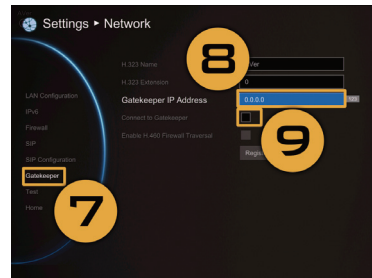 Settings ▸ Network
H.323 Name
Ver
H.323 Extension
0
LAN Configuration
Gatekeeper IP Address
0.0.0.0
IPv6
Connect to Gatekeeper
Firewall
Enable H.460 Firewall Traversal
SIP
SIP Configuration
Gatekeeper
Test
Home
7
8
9